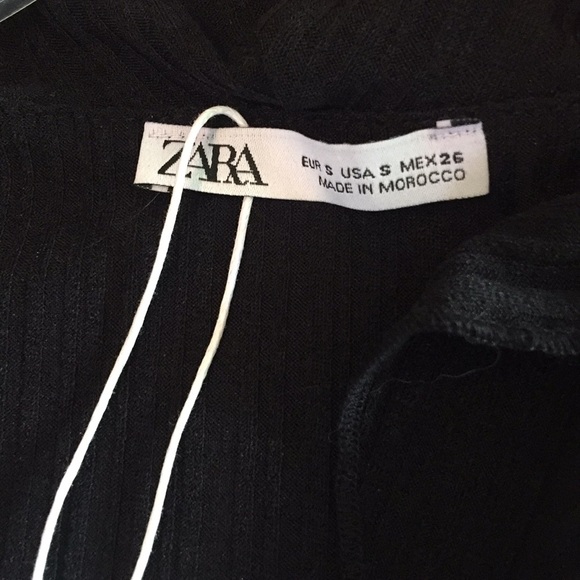 ZARA
EUR S USA S MEX 26
MADE IN MOROCCO